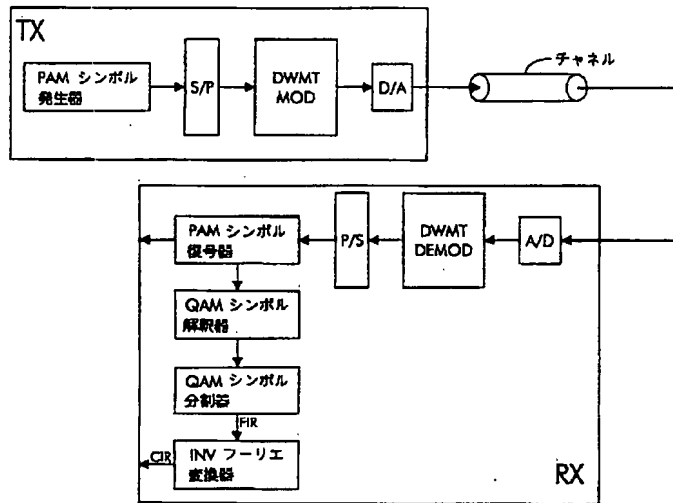 TX
PAM シンボル
発生器
S/P
DWMT
MOD
D/A
チャネル
PAM シンボル
復号器
P/S
DWMT
DEMOD
A/D
QAM シンボル
解釈器
QAM シンボル
分割器
FIR
INV フーリエ
変換器
CIR
RX